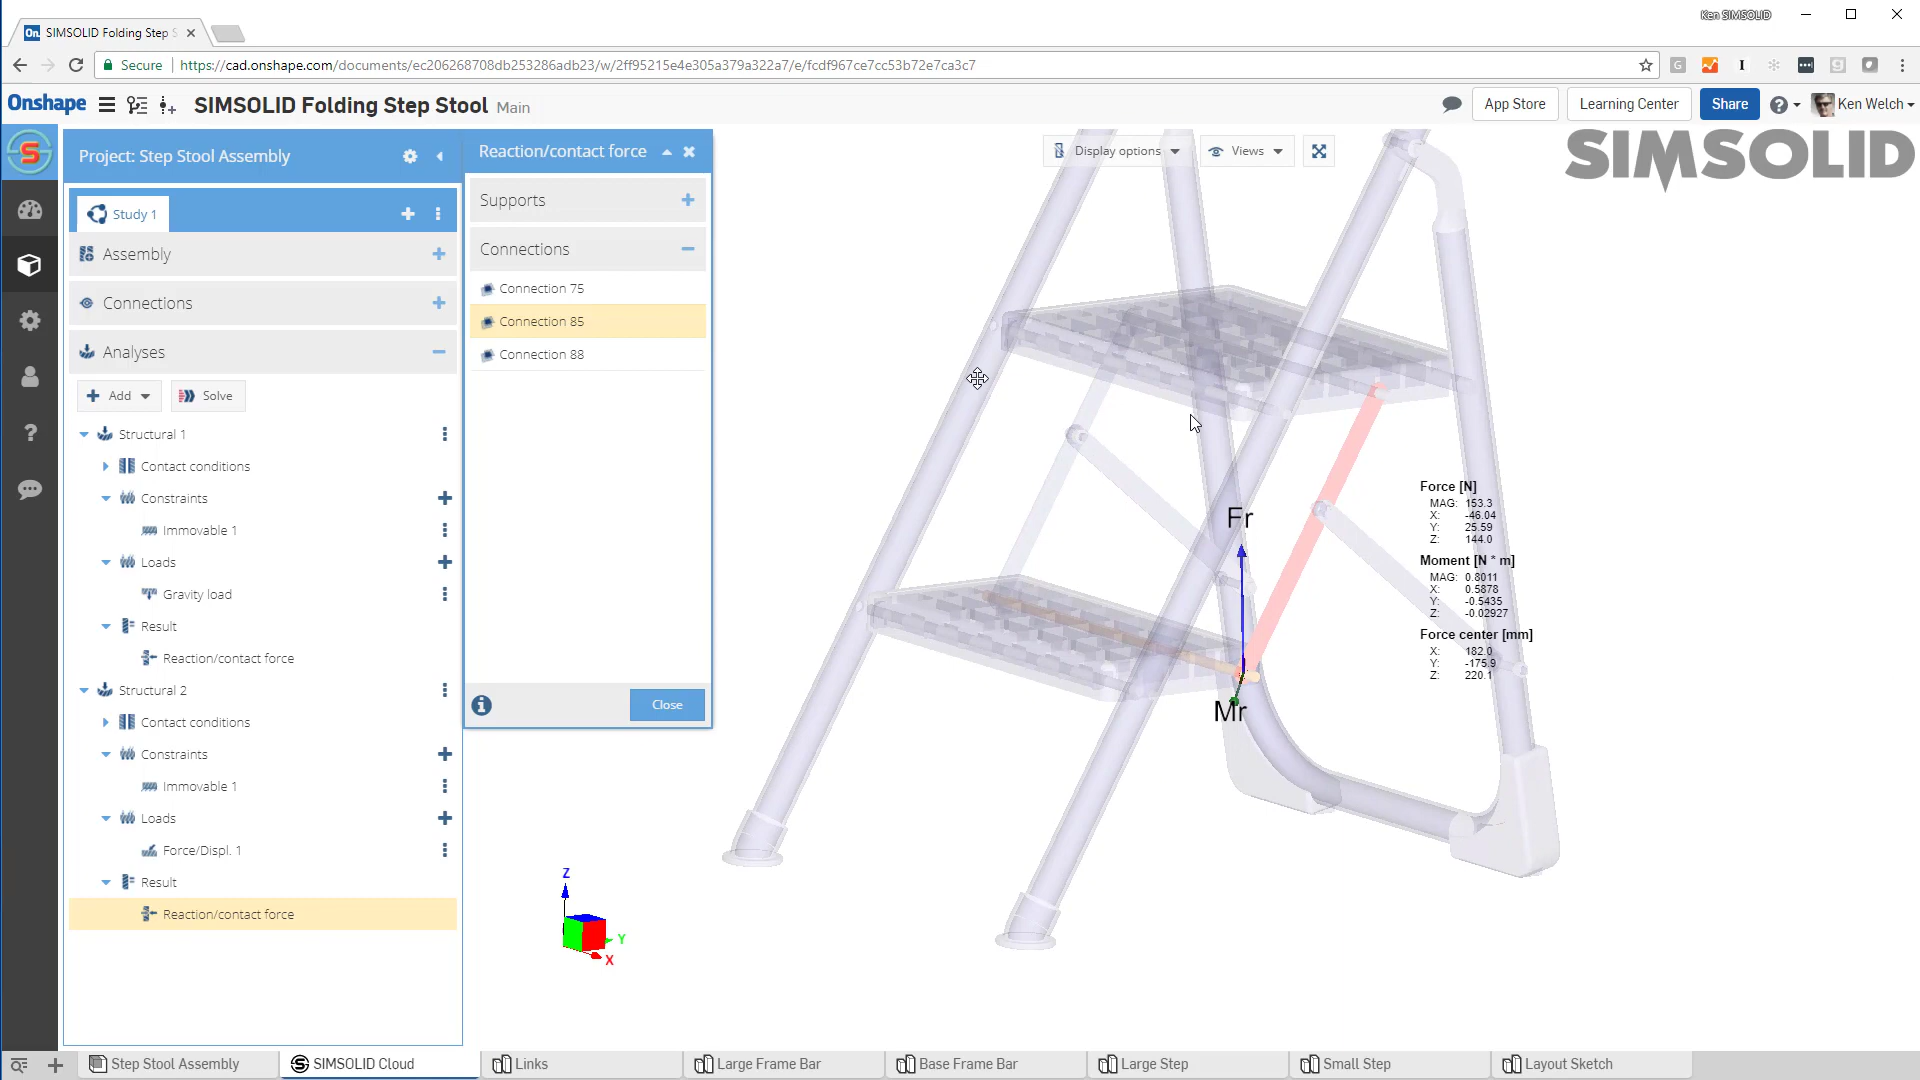 Ken SIMSOLID
On. SIMSOLID Folding Step S
Secure https://cad.onshape.com/documents/ec206268708db253286adb23/w/2ff95215e4e305a379a322a7/e/fcdf967ce7cc53b72e7ca3c7
Onshape SIMSOLID Folding Step Stool Main App Store Learning Center Share Ken Welch
Project: Step Stool Assembly
Reaction/contact force
Display options Views
SIMSOLID
Study 1
Supports
Assembly
Connections
Connections
Connection 75
Connection 85
Connection 88
Analyses
Add Solve
Structural 1
Contact conditions
Constraints
Immovable 1
Loads
Gravity load
Result
Reaction/contact force
Structural 2
Contact conditions
Constraints
Immovable 1
Loads
Force/Displ. 1
Result
Reaction/contact force
Close
Fr
Mr
Force [N]
MAG: 153.3
X: -46.04
Y: 25.59
Z: 144.0
Moment [N * m]
MAG: 0.8011
X: 0.5878
Y: -0.5435
Z: -0.02927
Force center [mm]
X: 182.0
Y: -175.9
Z: 220.1
Z
Y
X
Step Stool Assembly SIMSOLID Cloud Links Large Frame Bar Base Frame Bar Large Step Small Step Layout Sketch